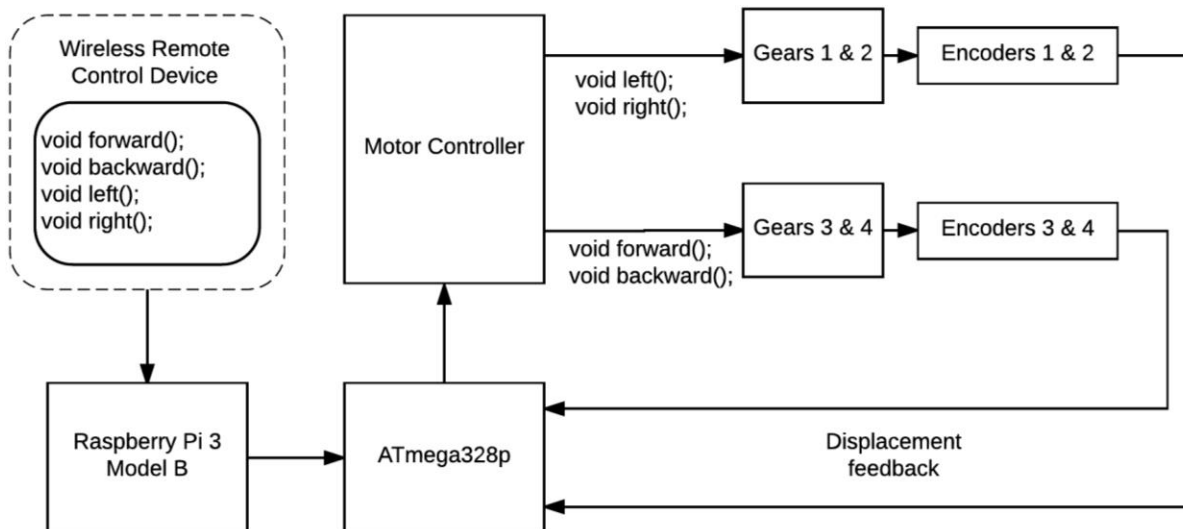 Wireless Remote
Control Device
void forward();
void backward();
void left();
void right();
Motor Controller
void left();
void right();
Gears 1 & 2
Encoders 1 & 2
void forward();
void backward();
Gears 3 & 4
Encoders 3 & 4
Raspberry Pi 3
Model B
ATmega328p
Displacement
feedback